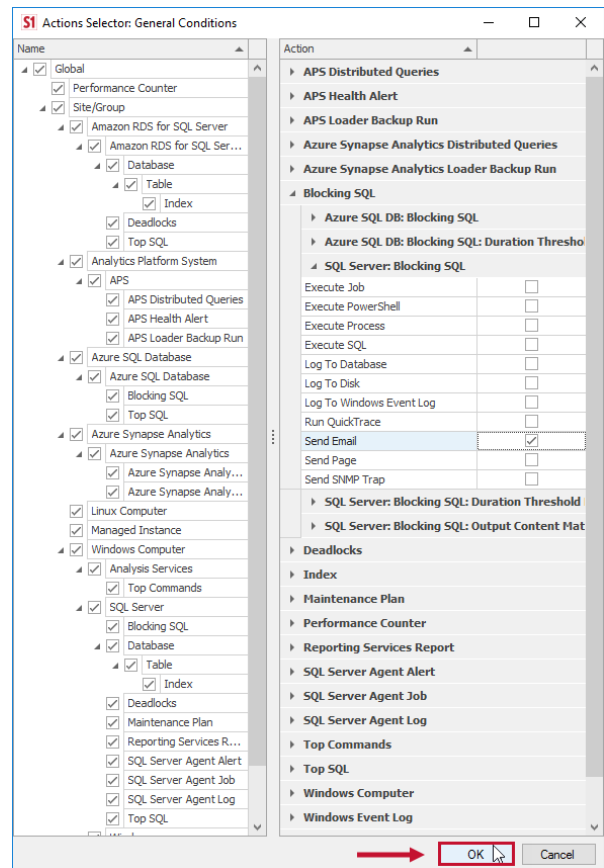 S1 Actions Selector: General Conditions
Name
Global
Performance Counter
Site/Group
Amazon RDS for SQL Server
Amazon RDS for SQL Ser...
Database
Table
Index
Deadlocks
Top SQL
Analytics Platform System
APS
APS Distributed Queries
APS Health Alert
APS Loader Backup Run
Azure SQL Database
Azure SQL Database
Blocking SQL
Top SQL
Azure Synapse Analytics
Azure Synapse Analytics
Azure Synapse Analy...
Azure Synapse Analy...
Linux Computer
Managed Instance
Windows Computer
Analysis Services
Top Commands
SQL Server
Blocking SQL
Database
Table
Index
Deadlocks
Maintenance Plan
Reporting Services R...
SQL Server Agent Alert
SQL Server Agent Job
SQL Server Agent Log
Top SQL
Action
APS Distributed Queries
APS Health Alert
APS Loader Backup Run
Azure Synapse Analytics Distributed Queries
Azure Synapse Analytics Loader Backup Run
Blocking SQL
Azure SQL DB: Blocking SQL
Azure SQL DB: Blocking SQL: Duration Threshol
SQL Server: Blocking SQL
Execute Job
Execute PowerShell
Execute Process
Execute SQL
Log To Database
Log To Disk
Log To Windows Event Log
Run QuickTrace
Send Email
Send Page
Send SNMP Trap
SQL Server: Blocking SQL: Duration Threshold
SQL Server: Blocking SQL: Output Content Mat
Deadlocks
Index
Maintenance Plan
Performance Counter
Reporting Services Report
SQL Server Agent Alert
SQL Server Agent Job
SQL Server Agent Log
Top Commands
Top SQL
Windows Computer
Windows Event Log
OK
Cancel